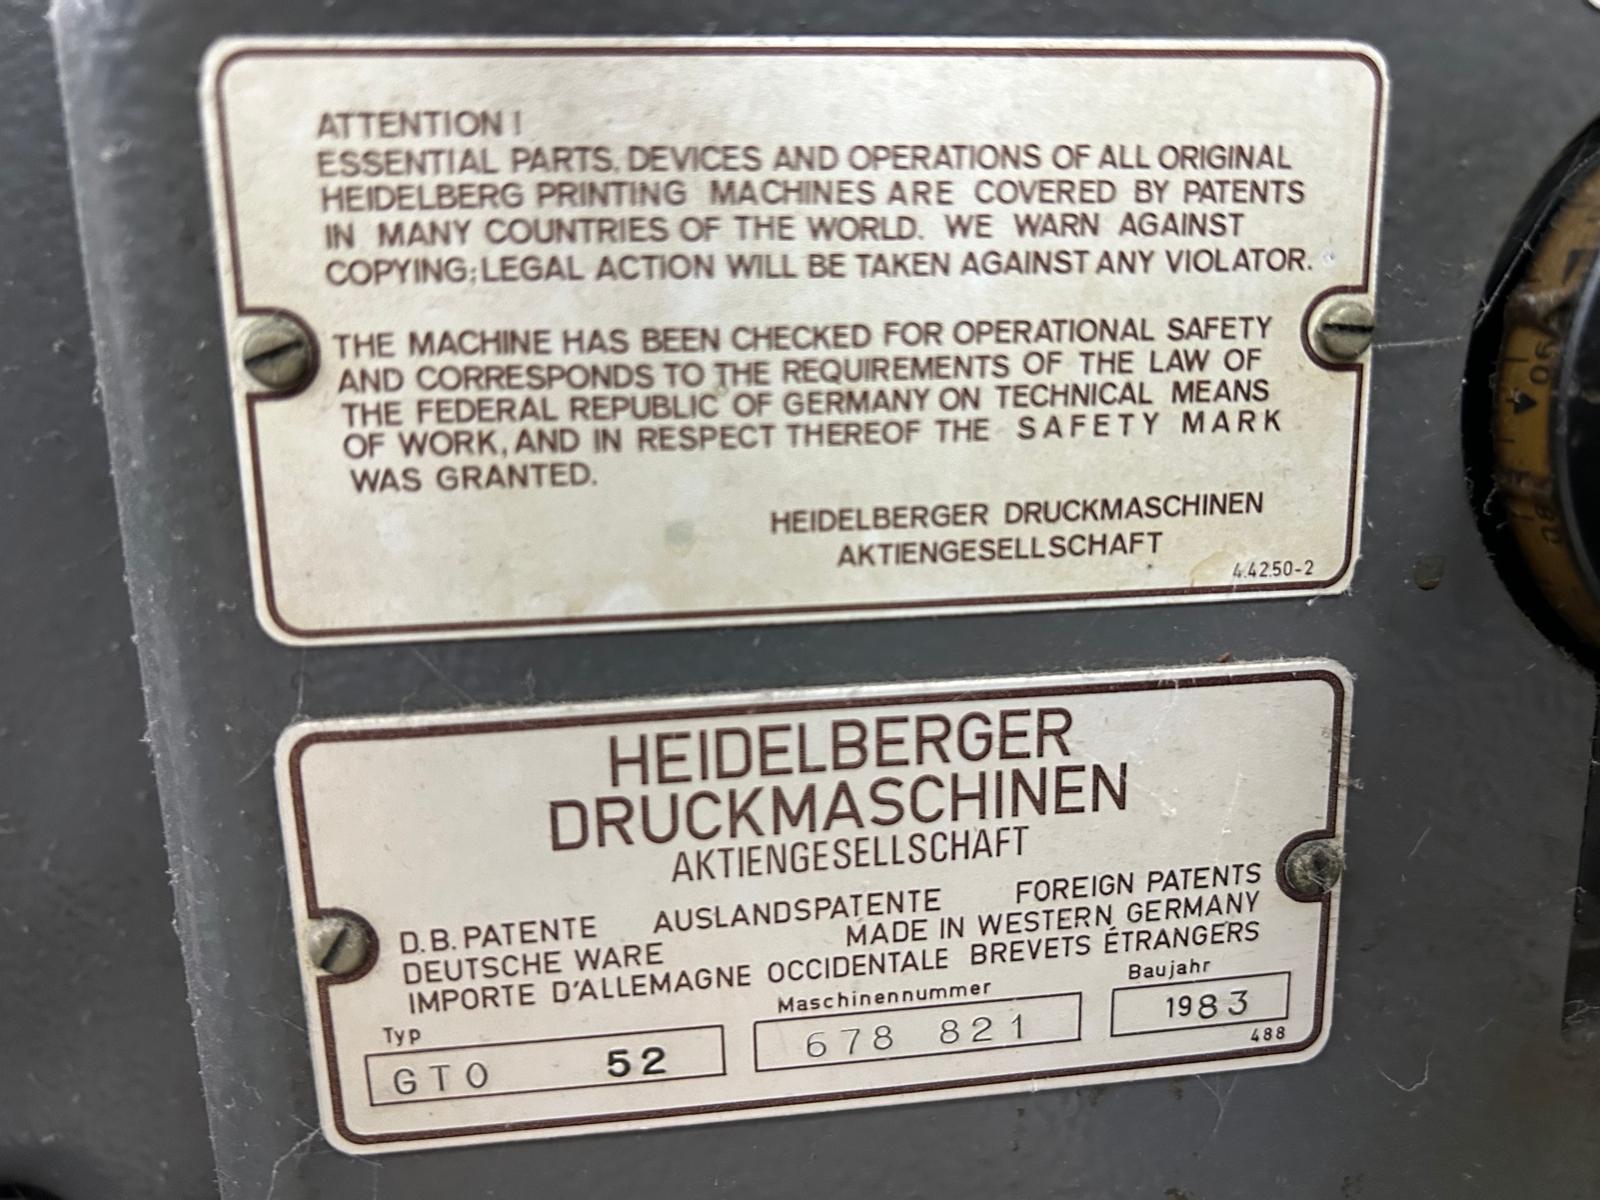 ATTENTION!
ESSENTIAL PARTS, DEVICES AND OPERATIONS OF ALL ORIGINAL
HEIDELBERG PRINTING MACHINES ARE COVERED BY PATENTS
IN MANY COUNTRIES OF THE WORLD. WE WARN AGAINST
COPYING; LEGAL ACTION WILL BE TAKEN AGAINST ANY VIOLATOR.
THE MACHINE HAS BEEN CHECKED FOR OPERATIONAL SAFETY
AND CORRESPONDS TO THE REQUIREMENTS OF THE LAW OF
THE FEDERAL REPUBLIC OF GERMANY ON TECHNICAL MEANS
OF WORK, AND IN RESPECT THEREOF THE SAFETY MARK
WAS GRANTED.
HEIDELBERGER DRUCKMASCHINEN
AKTIENGESELLSCHAFT
4.4250-2
HEIDELBERGER
DRUCKMASCHINEN
AKTIENGESELLSCHAFT
D.B. PATENTE AUSLANDSPATENTE FOREIGN PATENTS
DEUTSCHE WARE MADE IN WESTERN GERMANY
IMPORTE D'ALLEMAGNE OCCIDENTALE BREVETS ÉTRANGERS
Typ Maschinennummer Baujahr
GTO 52 678 821 1983
488